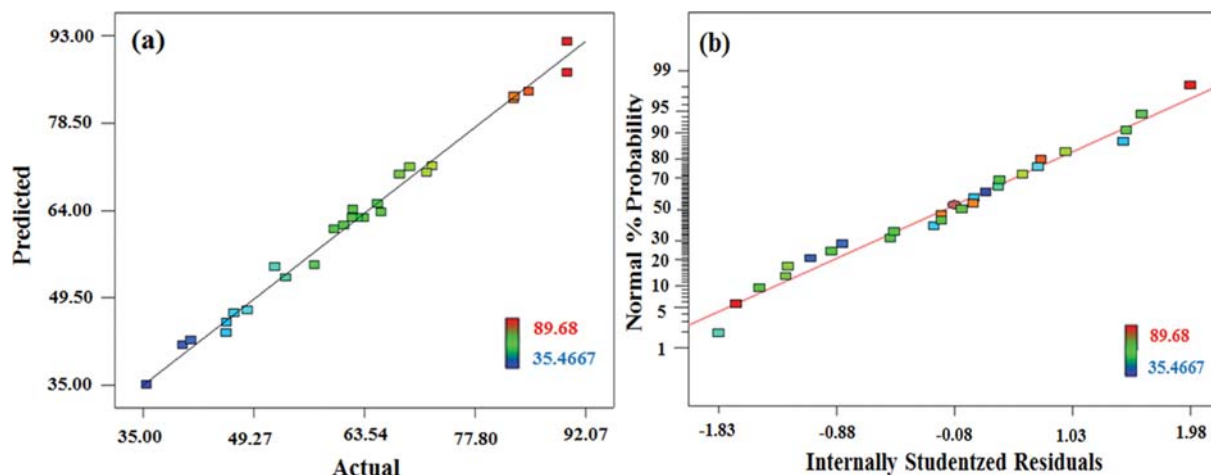 (a)
93.00
78.50
64.00
49.50
35.00
Predicted
35.00 49.27 63.54 77.80 92.07
Actual
89.68
35.4667
(b)
99
95
90
80
70
50
30
20
10
5
1
Normal % Probability
-1.83 -0.88 -0.08 1.03 1.98
Internally Studentzed Residuals
89.68
35.4667